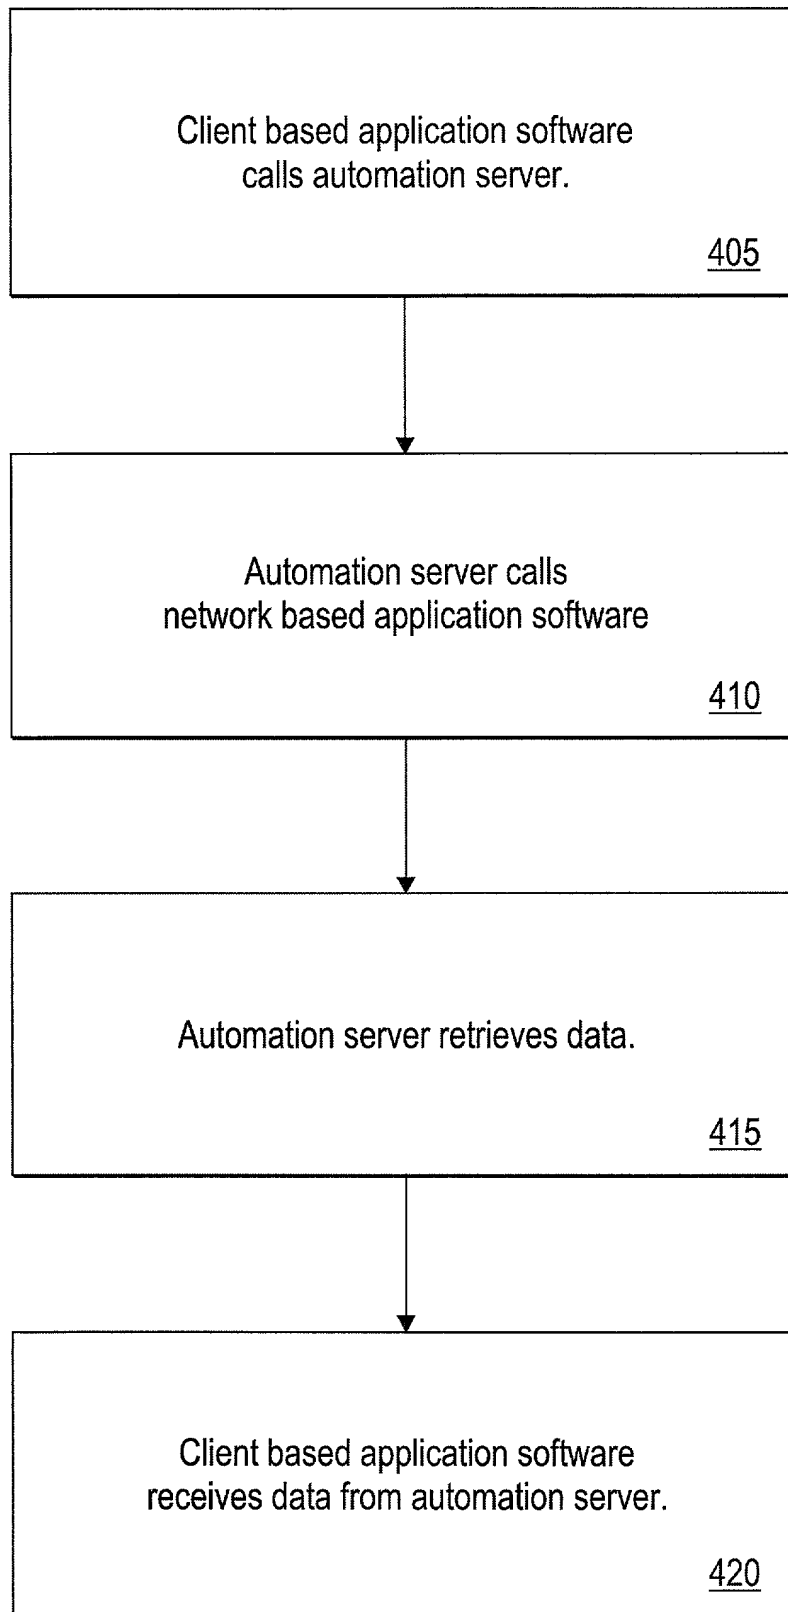 Client based application software
calls automation server.
405
Automation server calls
network based application software
410
Automation server retrieves data.
415
Client based application software
receives data from automation server.
420